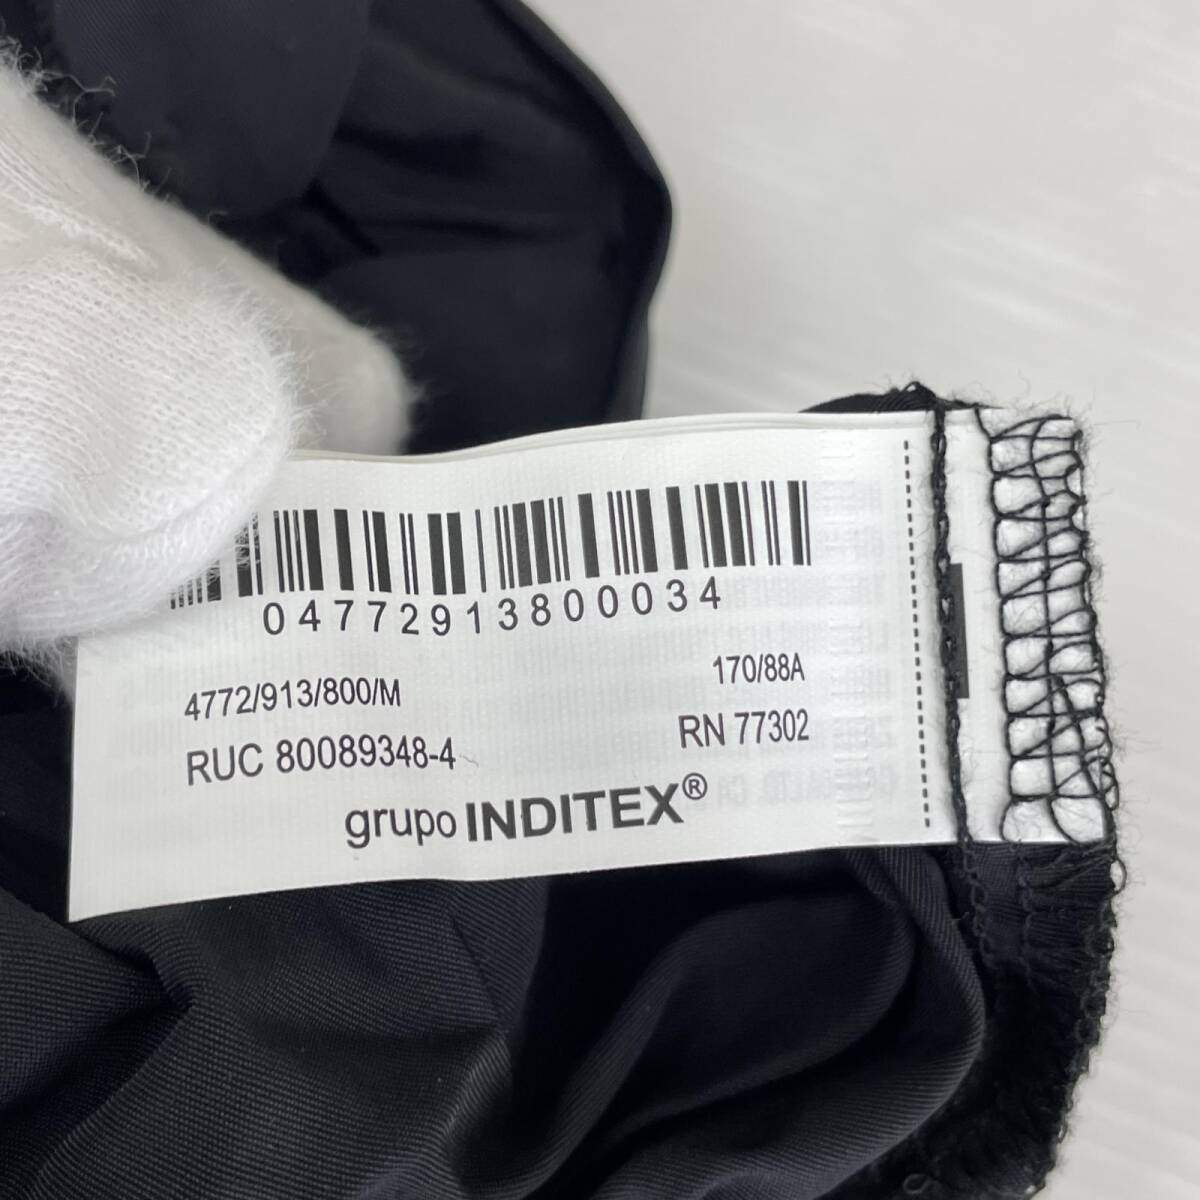 04772913800034
4772/913/800/M
170/88A
RUC 80089348-4
RN 77302
grupo INDITEX®